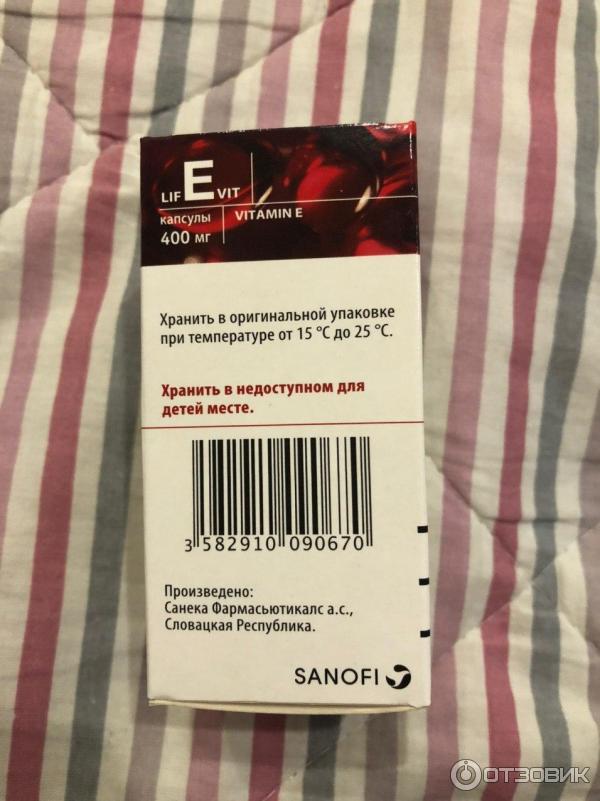 LIF E VIT
капсулы
400 мг
VITAMIN E
Хранить в оригинальной упаковке
при температуре от 15 °C до 25 °C.
Хранить в недоступном для
детей месте.
3 582910 090670
Произведено:
Санека Фармасьютикалс а.с.,
Словацкая Республика.
SANOFI
ОТЗОВИК